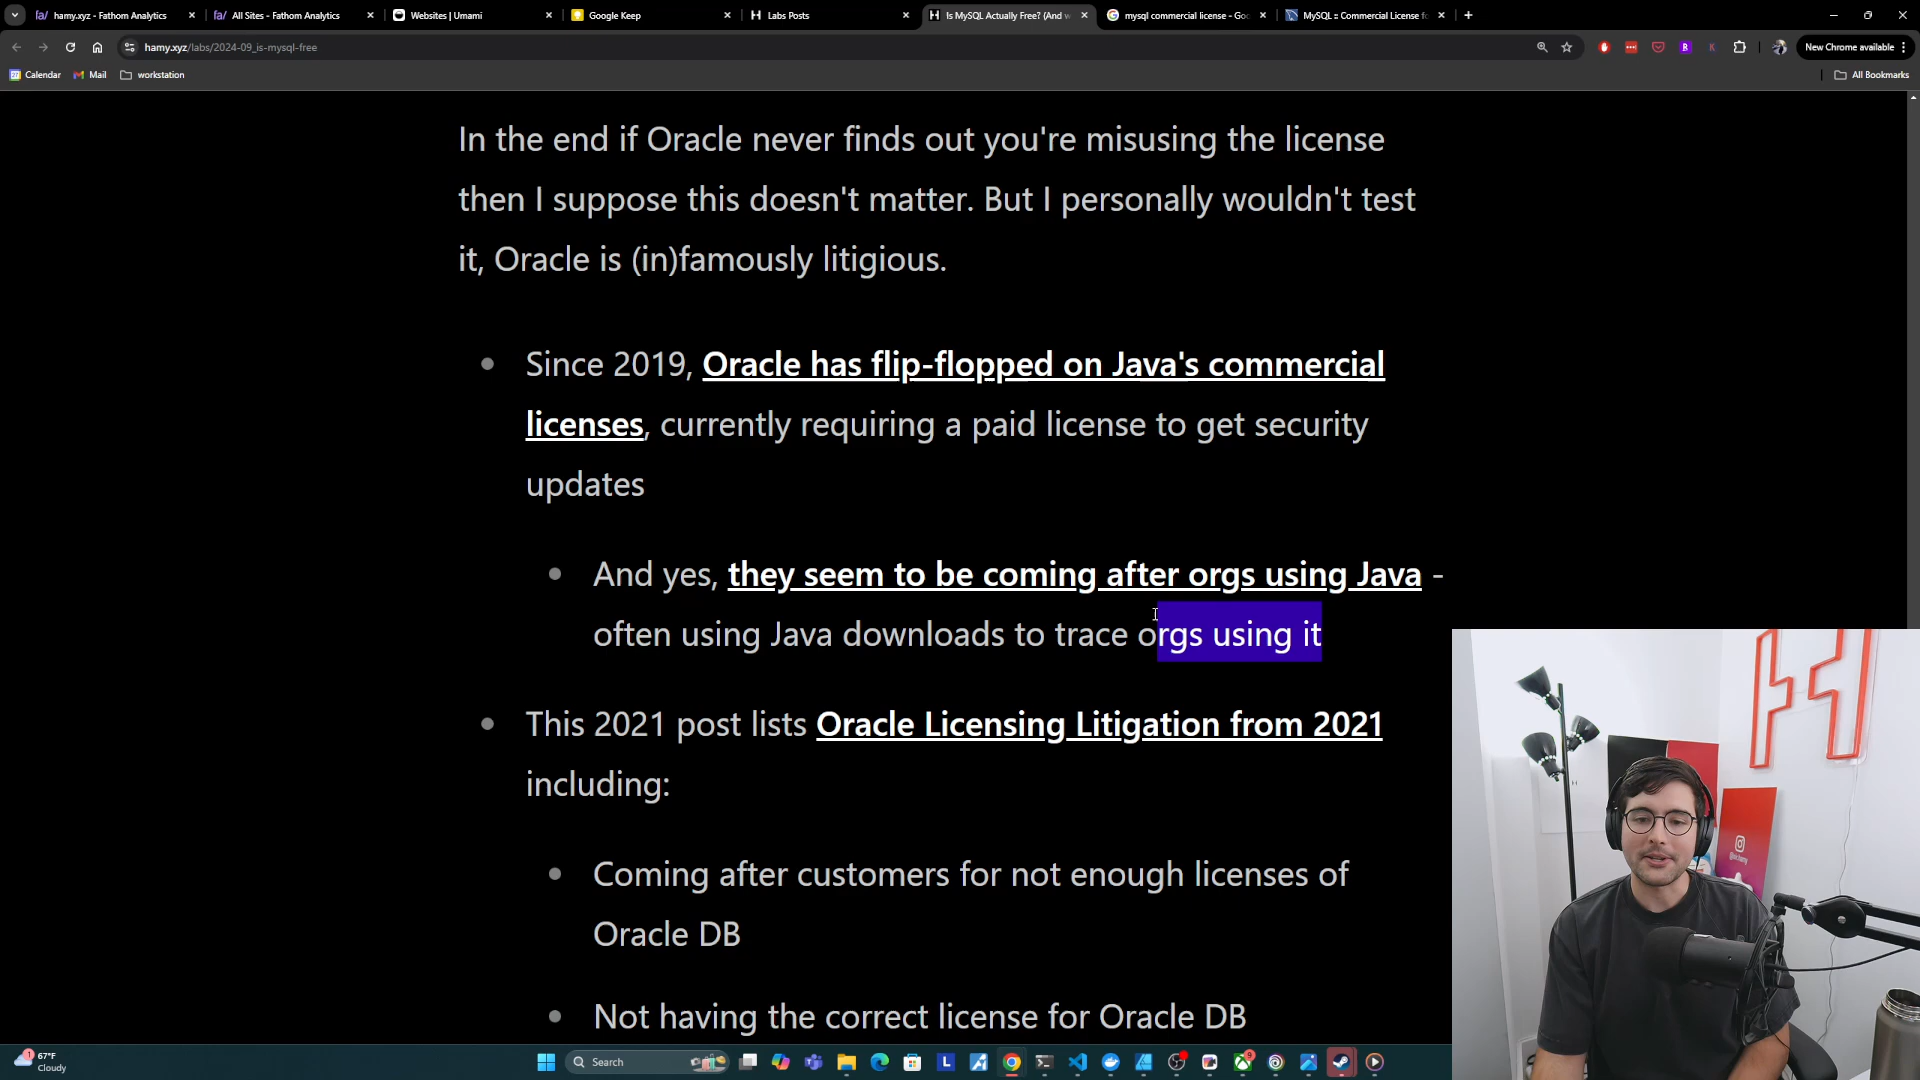 hamy.xyz - Fathom Analytics
All Sites - Fathom Analytics
Websites | Umami
Google Keep
Labs Posts
Is MySQL Actually Free? (And w
mysql commercial license - Goo
MySQL :: Commercial License fo
hamy.xyz/labs/2024-09_is-mysql-free
New Chrome available
Calendar
Mail
workstation
All Bookmarks
In the end if Oracle never finds out you're misusing the license
then I suppose this doesn't matter. But I personally wouldn't test
it, Oracle is (in)famously litigious.
Since 2019, Oracle has flip-flopped on Java's commercial
licenses, currently requiring a paid license to get security
updates
And yes, they seem to be coming after orgs using Java -
often using Java downloads to trace orgs using it
This 2021 post lists Oracle Licensing Litigation from 2021
including:
Coming after customers for not enough licenses of
Oracle DB
Not having the correct license for Oracle DB
67°F
Cloudy
Search